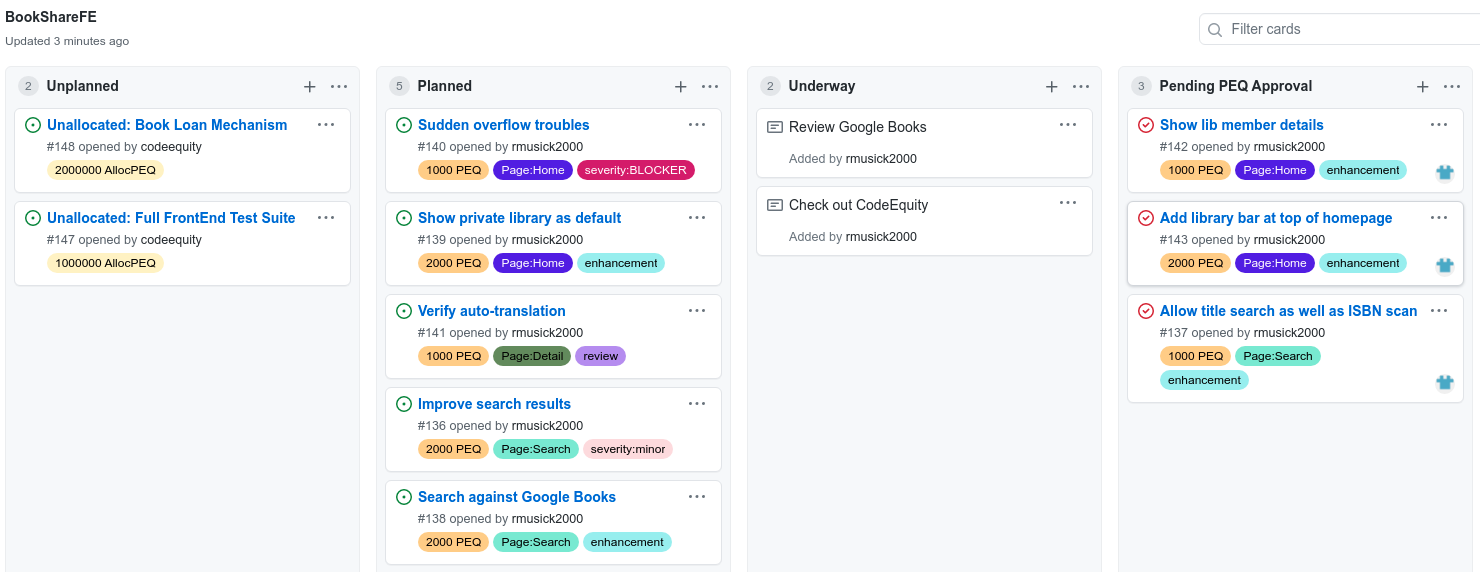 BookShareFE
Updated 3 minutes ago
Filter cards
2 Unplanned
Unallocated: Book Loan Mechanism
#148 opened by codeequity
2000000 AllocPEQ
Unallocated: Full FrontEnd Test Suite
#147 opened by codeequity
1000000 AllocPEQ
5 Planned
Sudden overflow troubles
#140 opened by rmusick2000
1000 PEQ Page:Home severity:BLOCKER
Show private library as default
#139 opened by rmusick2000
2000 PEQ Page:Home enhancement
Verify auto-translation
#141 opened by rmusick2000
1000 PEQ Page:Detail review
Improve search results
#136 opened by rmusick2000
2000 PEQ Page:Search severity:minor
Search against Google Books
#138 opened by rmusick2000
2000 PEQ Page:Search enhancement
2 Underway
Review Google Books
Added by rmusick2000
Check out CodeEquity
Added by rmusick2000
3 Pending PEQ Approval
Show lib member details
#142 opened by rmusick2000
1000 PEQ Page:Home enhancement
Add library bar at top of homepage
#143 opened by rmusick2000
2000 PEQ Page:Home enhancement
Allow title search as well as ISBN scan
#137 opened by rmusick2000
1000 PEQ Page:Search
enhancement